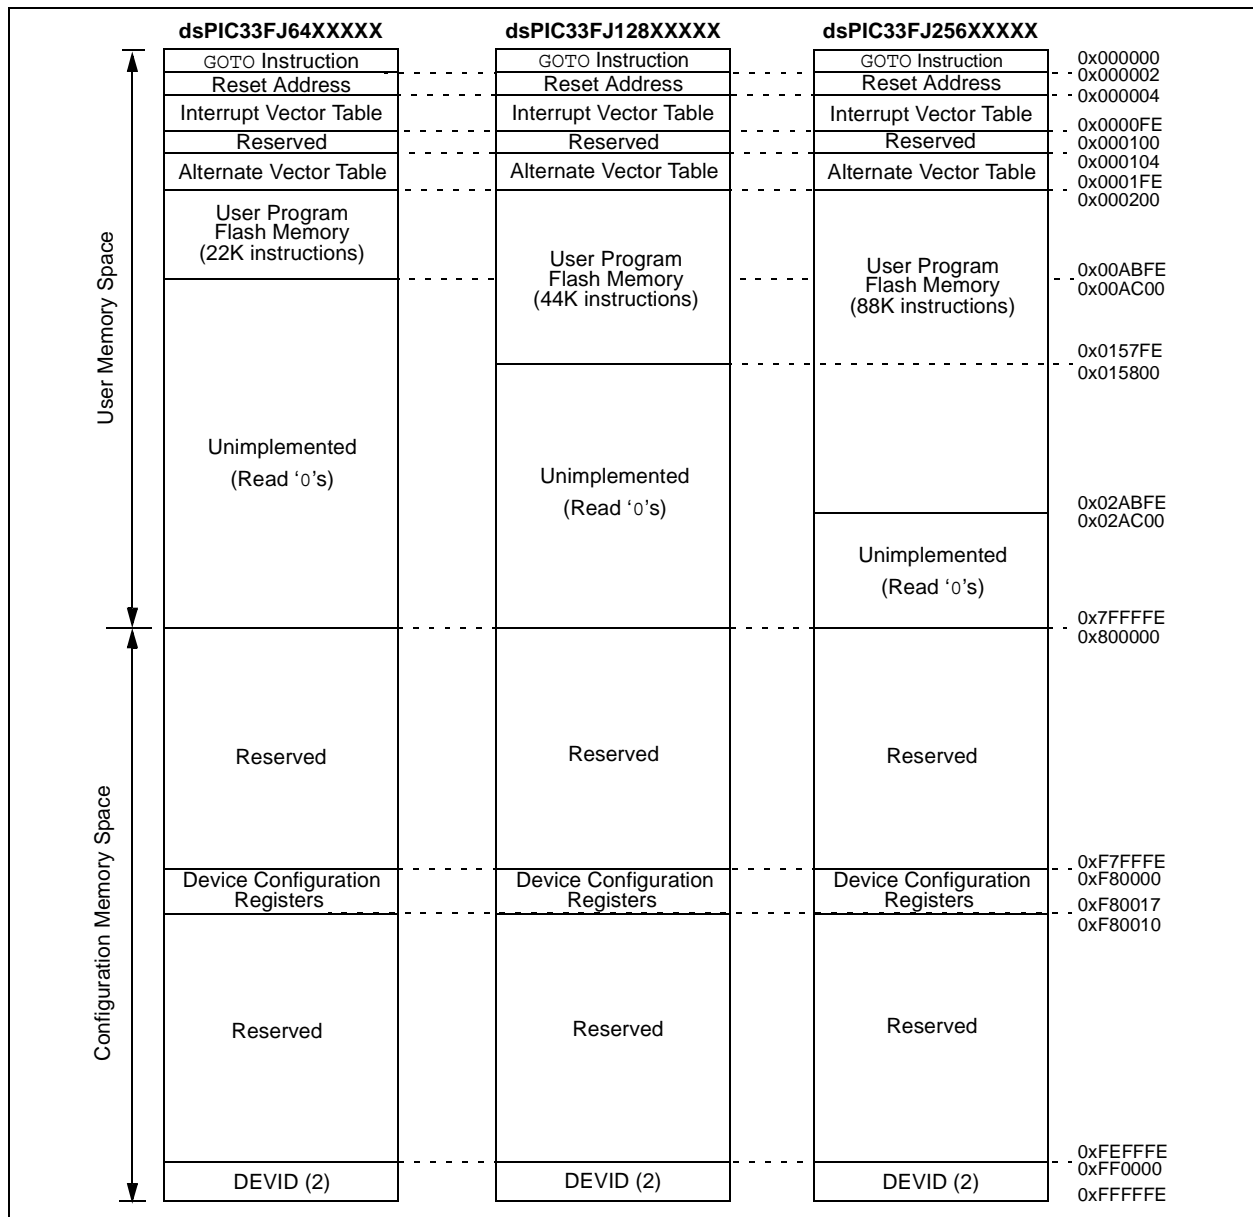 dsPIC33FJ64XXXXX
dsPIC33FJ128XXXXX
dsPIC33FJ256XXXXX
GOTO Instruction
GOTO Instruction
GOTO Instruction
0x000000
Reset Address
Reset Address
Reset Address
0x000002
0x000004
Interrupt Vector Table
Interrupt Vector Table
Interrupt Vector Table
0x0000FE
Reserved
Reserved
Reserved
0x000100
0x000104
Alternate Vector Table
Alternate Vector Table
Alternate Vector Table
0x0001FE
0x000200
User Program
Flash Memory
(22K instructions)
User Program
Flash Memory
(44K instructions)
User Program
Flash Memory
(88K instructions)
0x00ABFE
0x00AC00
0x0157FE
0x015800
User Memory Space
Unimplemented
(Read ‘0’s)
Unimplemented
(Read ‘0’s)
0x02ABFE
0x02AC00
Unimplemented
(Read ‘0’s)
0x7FFFFE
0x800000
Reserved
Reserved
Reserved
0xF7FFFE
0xF80000
Device Configuration
Registers
Device Configuration
Registers
Device Configuration
Registers
0xF80017
0xF80010
Configuration Memory Space
Reserved
Reserved
Reserved
0xFEFFFE
0xFF0000
DEVID (2)
DEVID (2)
DEVID (2)
0xFFFFFE